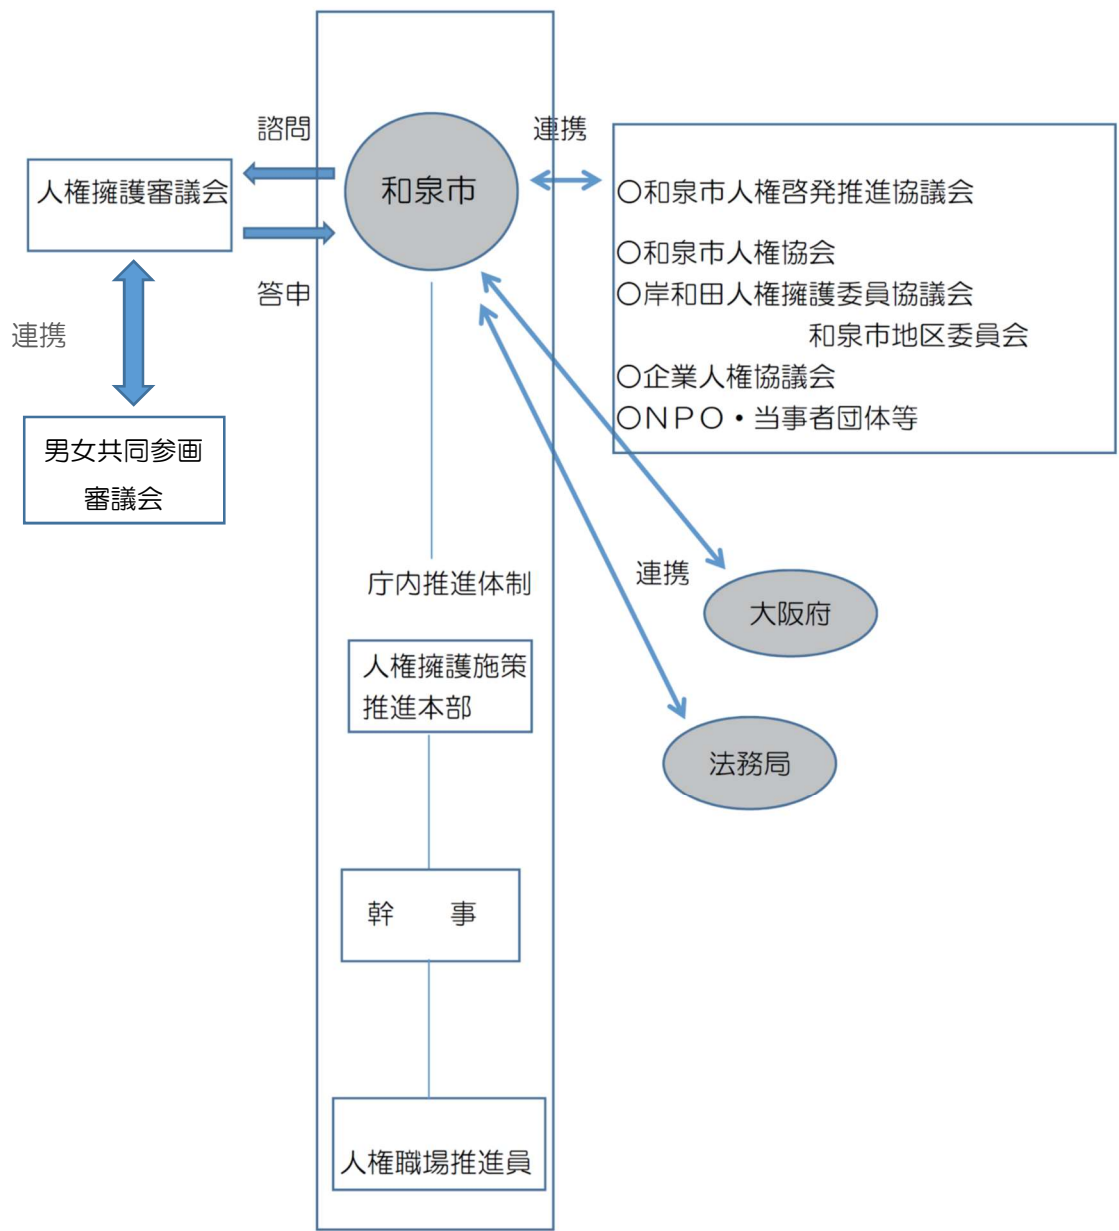 諮問
連携
人権擁護審議会
和泉市
答申
連携
男女共同参画
審議会
○和泉市人権啓発推進協議会
○和泉市人権協会
○岸和田人権擁護委員協議会
和泉市地区委員会
○企業人権協議会
○ＮＰＯ・当事者団体等
庁内推進体制
連携
大阪府
人権擁護施策
推進本部
法務局
幹　　事
人権職場推進員